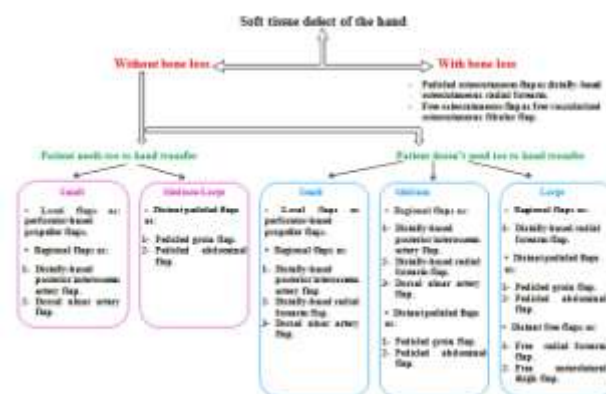 Soft tissue defect of the hand
Without bone loss
With bone loss
- Pedicled osteocutaneous flap as distally-based
osteocutaneous radial forearm.
- Free osteocutaneous flap as free vascularized
osteocutaneous fibular flap.
Patient needs toe to hand transfer
Patient doesn't need toe to hand transfer
Small
- Local flaps as:
perforator-based
propeller flaps.
• Regional flaps as:
1- Distally-based
posterior interosseous
artery flap.
2- Dorsal ulnar artery
flap.
Medium-Large
- Distant pedicled flaps
as:
1- Pedicled groin flap.
2- Pedicled abdominal
flap.
Small
- Local flaps as:
perforator-based
propeller flaps.
• Regional flaps as:
1- Distally-based
posterior interosseous
artery flap.
2- Distally-based radial
forearm flap.
3- Dorsal ulnar artery
flap.
Medium
• Regional flaps as:
1- Distally-based
posterior interosseous
artery flap.
2- Distally-based radial
forearm flap.
3- Dorsal ulnar artery
flap.
• Distant pedicled flaps
as:
1- Pedicled groin flap.
2- Pedicled abdominal
flap.
Large
• Regional flaps as:
1- Distally-based radial
forearm flap.
• Distant pedicled flaps
as:
1- Pedicled groin flap.
2- Pedicled abdominal
flap.
• Distant free flaps as:
1- Free radial forearm
flap.
2- Free anterolateral
thigh flap.